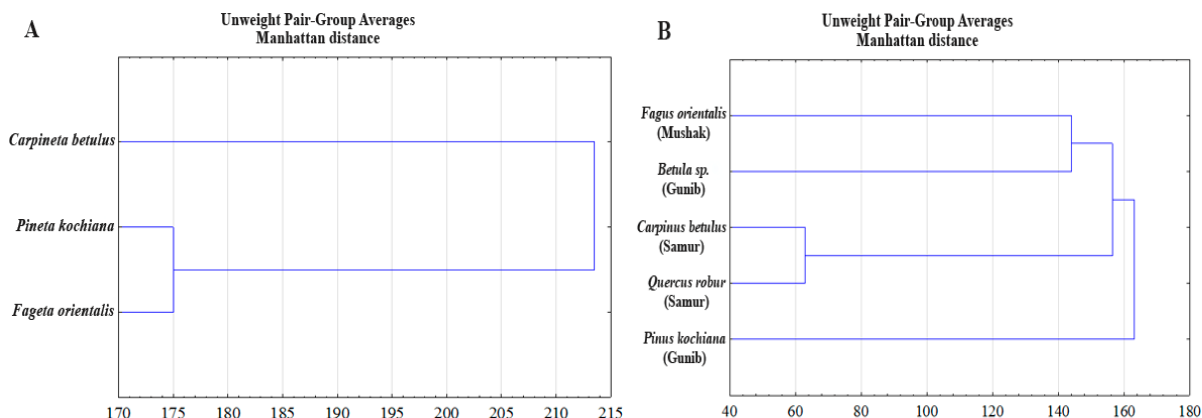 A
Unweight Pair-Group Averages
Manhattan distance
Carpineta betulus
Pineta kochiana
Fageta orientalis
170 175 180 185 190 195 200 205 210 215
B
Unweight Pair-Group Averages
Manhattan distance
Fagus orientalis
(Mushak)
Betula sp.
(Gunib)
Carpinus betulus
(Samur)
Quercus robur
(Samur)
Pinus kochiana
(Gunib)
40 60 80 100 120 140 160 180